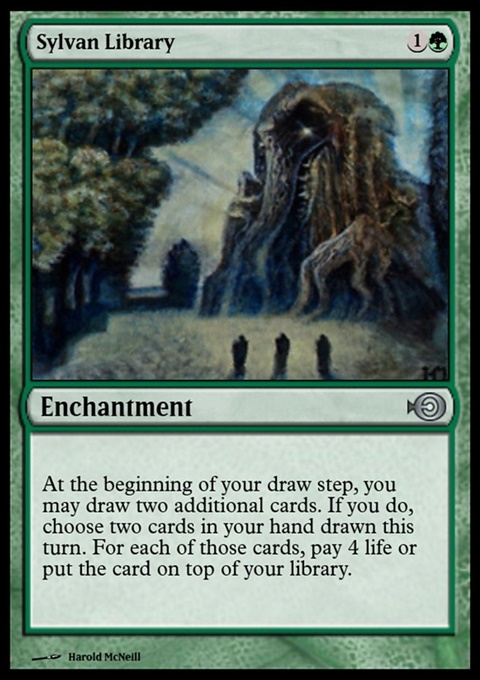 Sylvan Library 1
Enchantment
At the beginning of your draw step, you
may draw two additional cards. If you do,
choose two cards in your hand drawn this
turn. For each of those cards, pay 4 life or
put the card on top of your library.
Harold McNeill